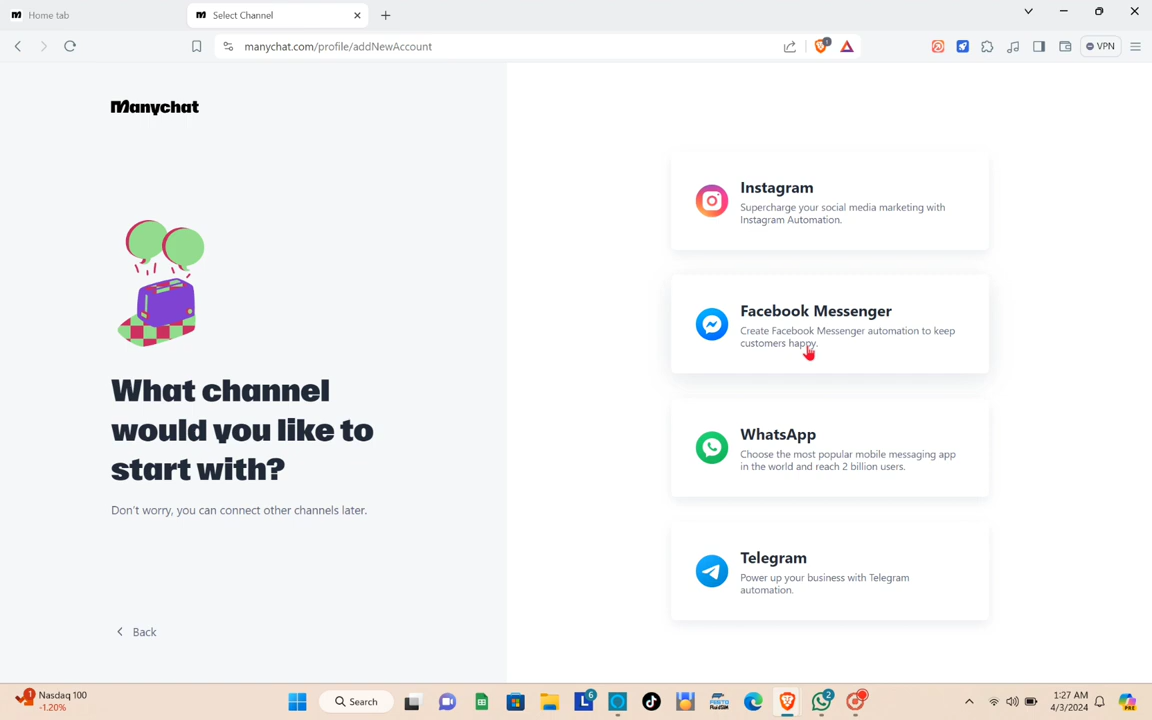 Home tab
Select Channel
manychat.com/profile/addNewAccount
VPN
Manychat
What channel
would you like to
start with?
Don't worry, you can connect other channels later.
Back
Instagram
Supercharge your social media marketing with
Instagram Automation.
Facebook Messenger
Create Facebook Messenger automation to keep
customers happy.
WhatsApp
Choose the most popular mobile messaging app
in the world and reach 2 billion users.
Telegram
Power up your business with Telegram
automation.
1
Nasdaq 100
-1.20%
Search
6
2
1:27 AM
4/3/2024